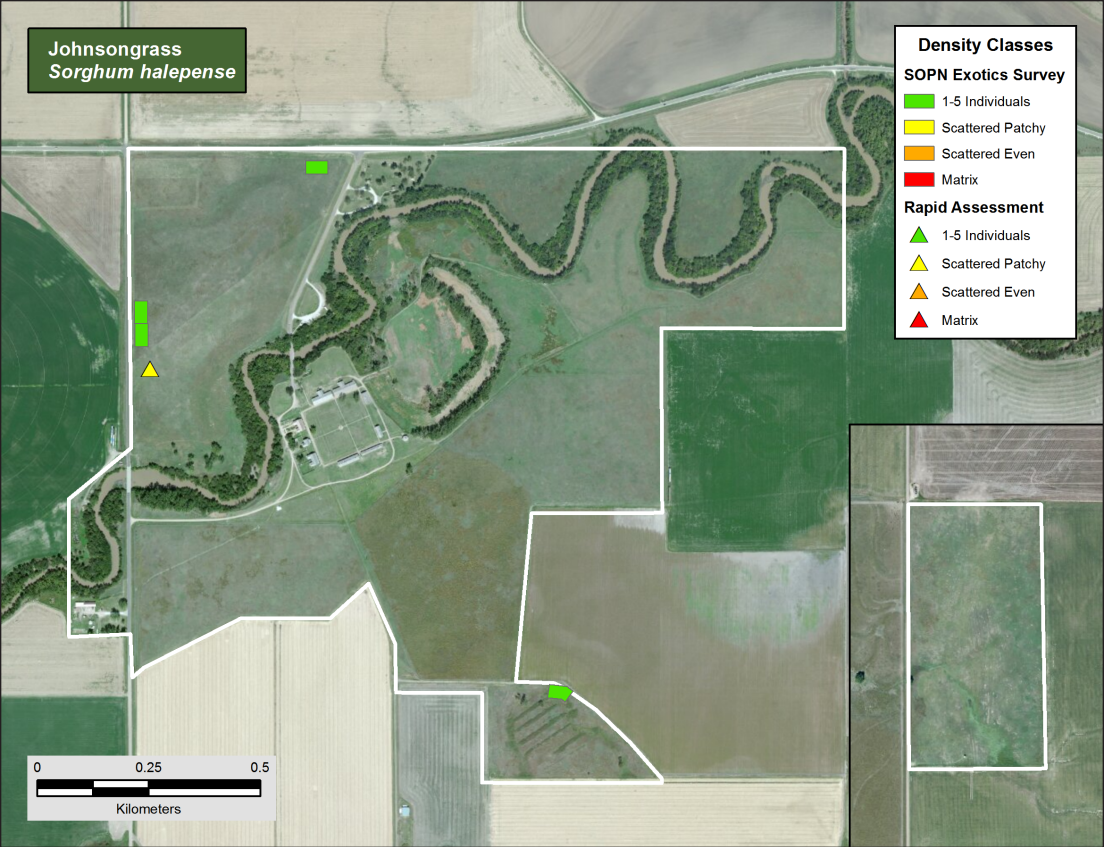 Johnsongrass
Sorghum halepense
Density Classes
SOPN Exotics Survey
1-5 Individuals
Scattered Patchy
Scattered Even
Matrix
Rapid Assessment
1-5 Individuals
Scattered Patchy
Scattered Even
Matrix
0 0.25 0.5
Kilometers